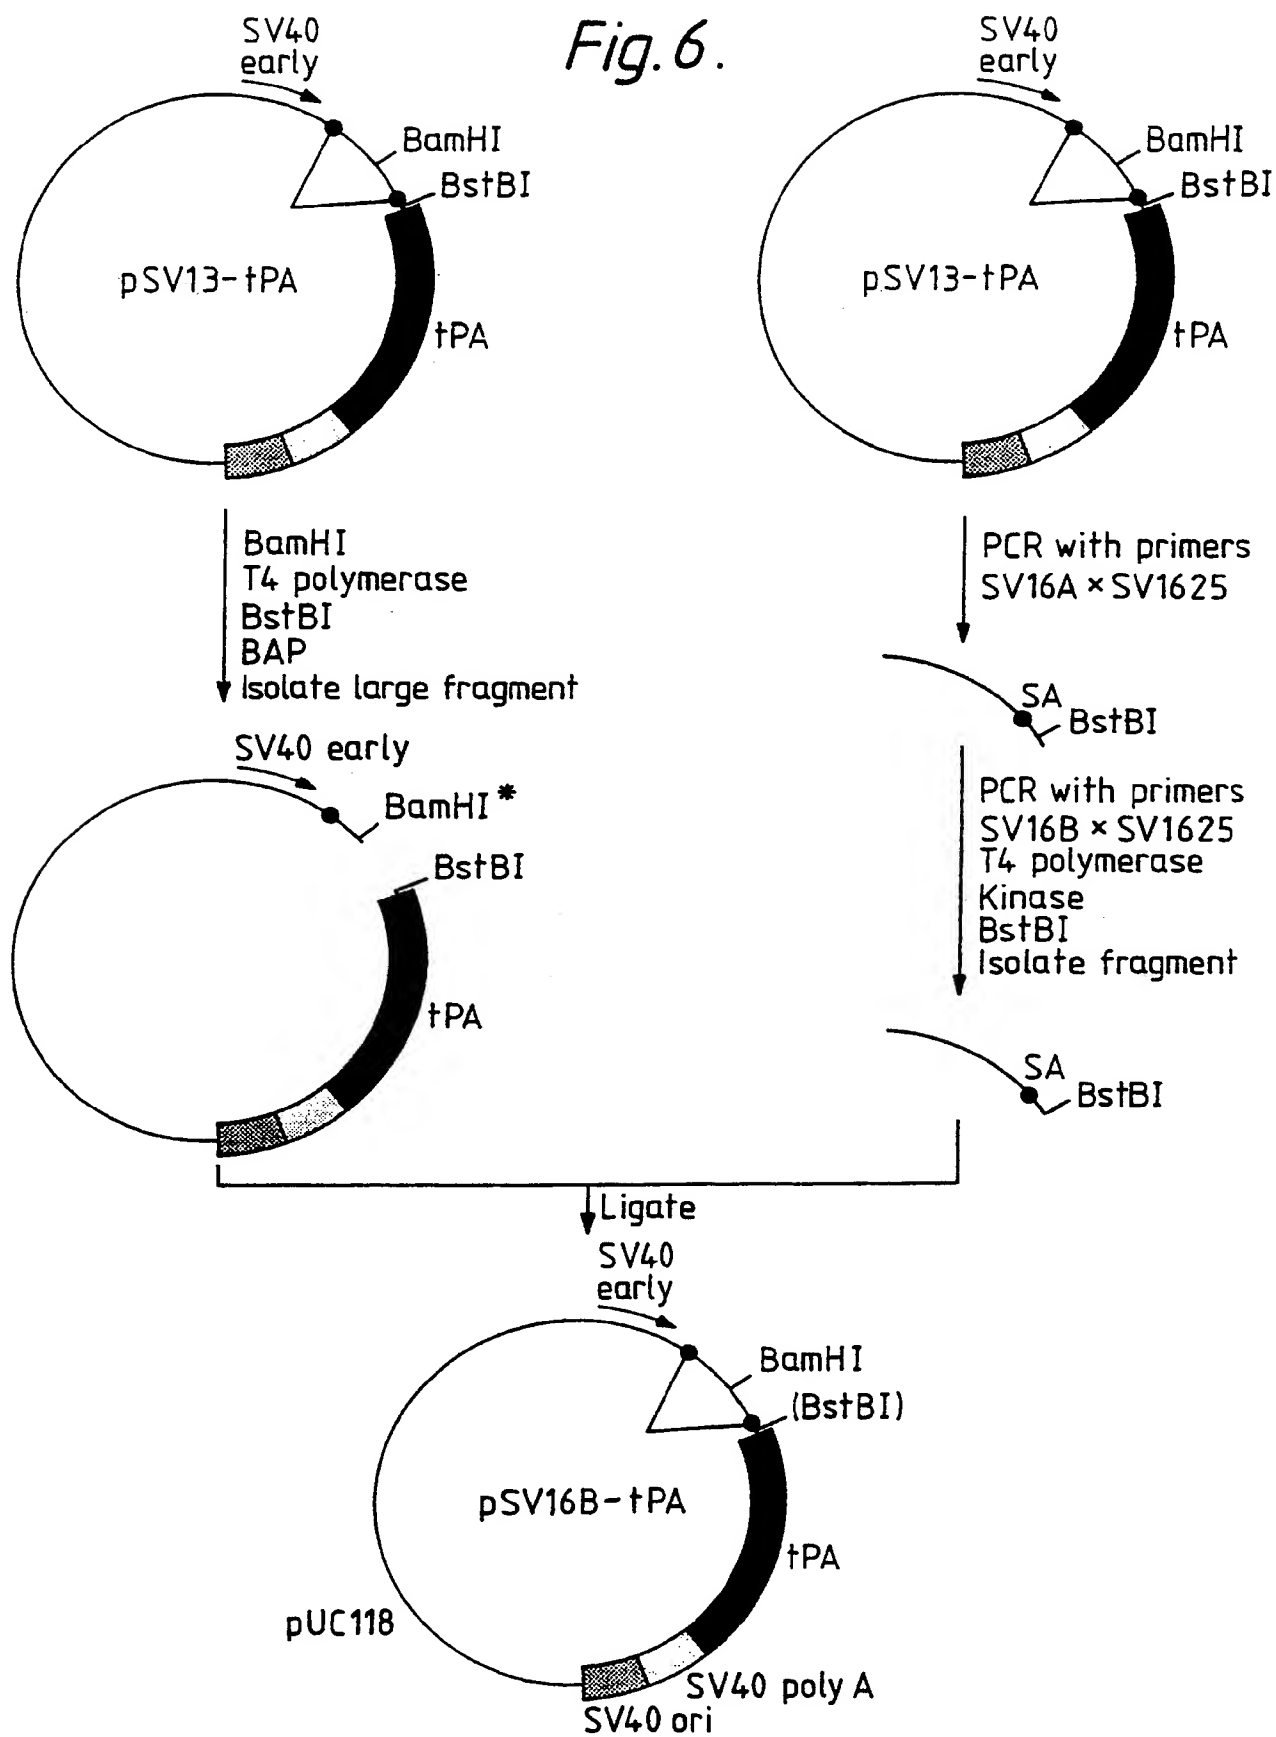 Fig. 6.
SV40
early
BamHI
BstBI
pSV13-tPA
tPA
SV40
early
BamHI
BstBI
pSV13-tPA
tPA
BamHI
T4 polymerase
BstBI
BAP
Isolate large fragment
PCR with primers
SV16A × SV1625
SA
BstBI
SV40 early
BamHI*
BstBI
tPA
PCR with primers
SV16B × SV1625
T4 polymerase
Kinase
BstBI
Isolate fragment
SA
BstBI
Ligate
SV40
early
BamHI
(BstBI)
pSV16B-tPA
tPA
pUC118
SV40 poly A
SV40 ori